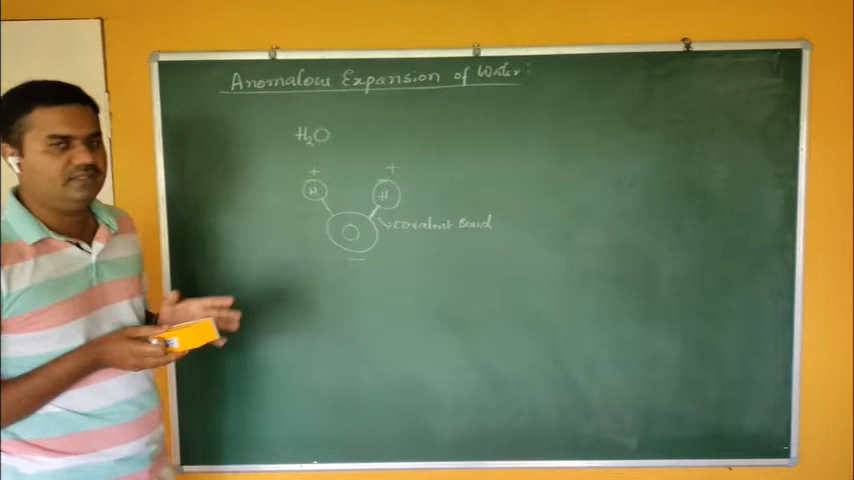 Anomalous Expansion of Water
H₂O
+ +
H H
O
Covalent Bond
—